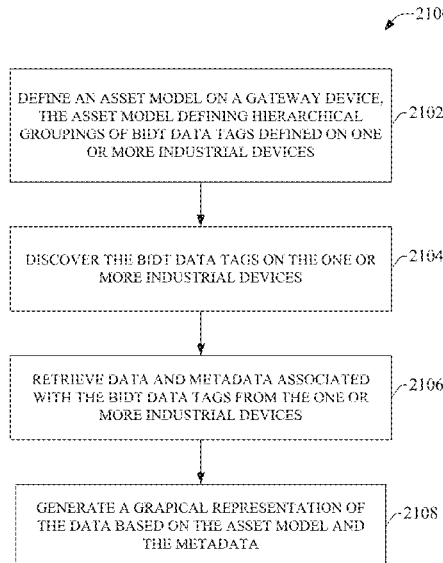 210
DEFINE AN ASSET MODEL ON A GATEWAY DEVICE,
THE ASSET MODEL DEFINING HIERARCHICAL
GROUPINGS OF BIDT DATA TAGS DEFINED ON ONE
OR MORE INDUSTRIAL DEVICES
2102
DISCOVER THE BIDT DATA TAGS ON THE ONE OR
MORE INDUSTRIAL DEVICES
2104
RETRIEVE DATA AND METADATA ASSOCIATED
WITH THE BIDT DATA TAGS FROM THE ONE OR
MORE INDUSTRIAL DEVICES
2106
GENERATE A GRAPICAL REPRESENTATION OF
THE DATA BASED ON THE ASSET MODEL AND
THE METADATA
2108